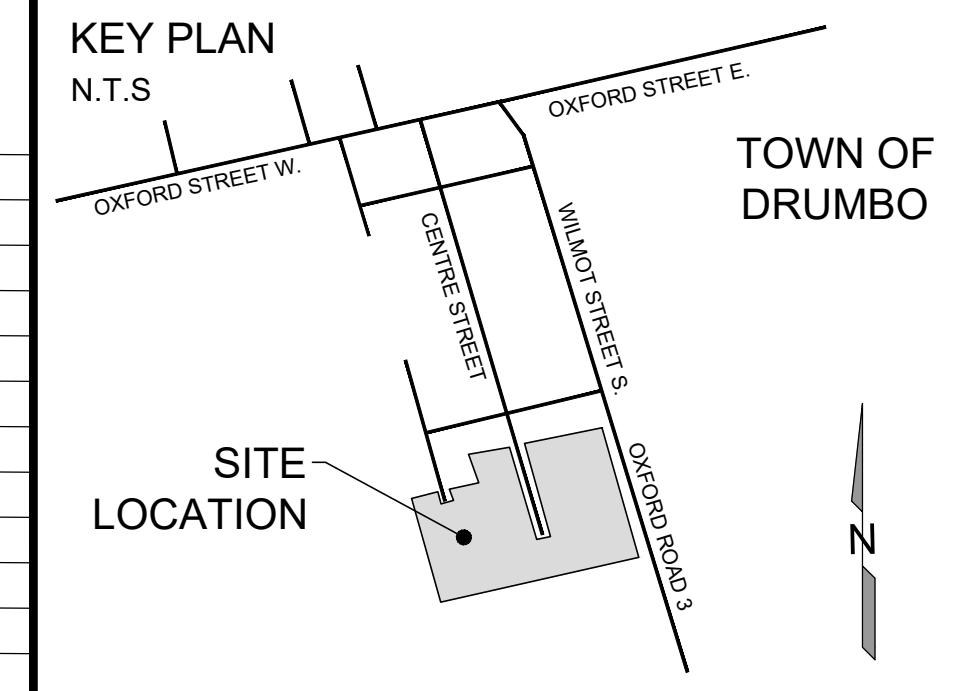 KEY PLAN
N.T.S
OXFORD STREET E.
TOWN OF
DRUMBO
OXFORD STREET W.
CENTRE STREET
WILMOT STREET S.
SITE
LOCATION
OXFORD ROAD 3
N